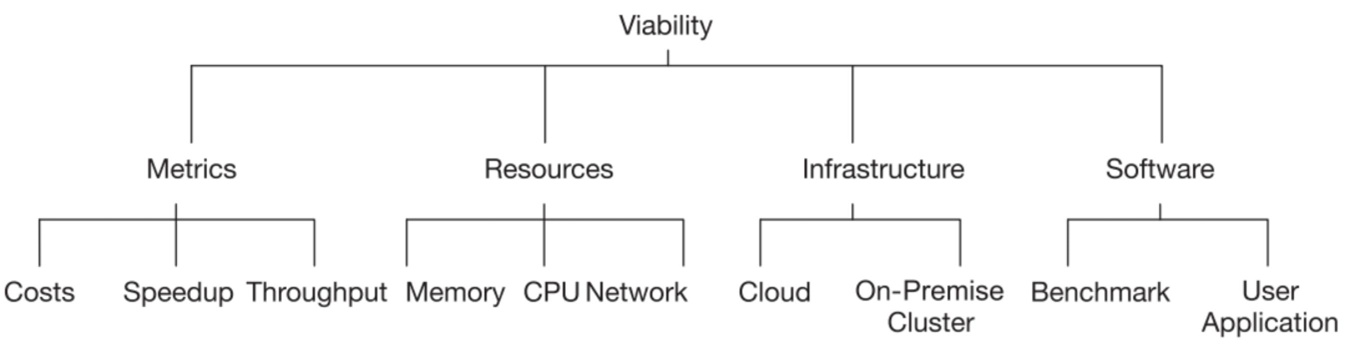 Viability
Metrics
Resources
Infrastructure
Software
Costs
Speedup
Throughput
Memory
CPU
Network
Cloud
On-Premise
Cluster
Benchmark
User
Application